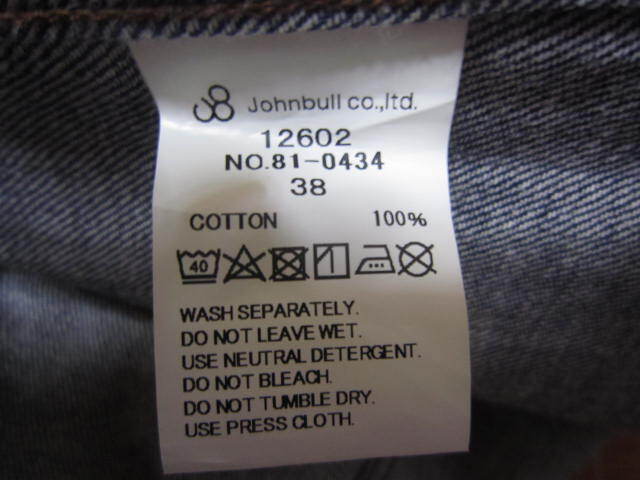 Johnbull co.,ltd.
12602
NO.81-0434
38
COTTON 100%
40
WASH SEPARATELY.
DO NOT LEAVE WET.
USE NEUTRAL DETERGENT.
DO NOT BLEACH.
DO NOT TUMBLE DRY.
USE PRESS CLOTH.